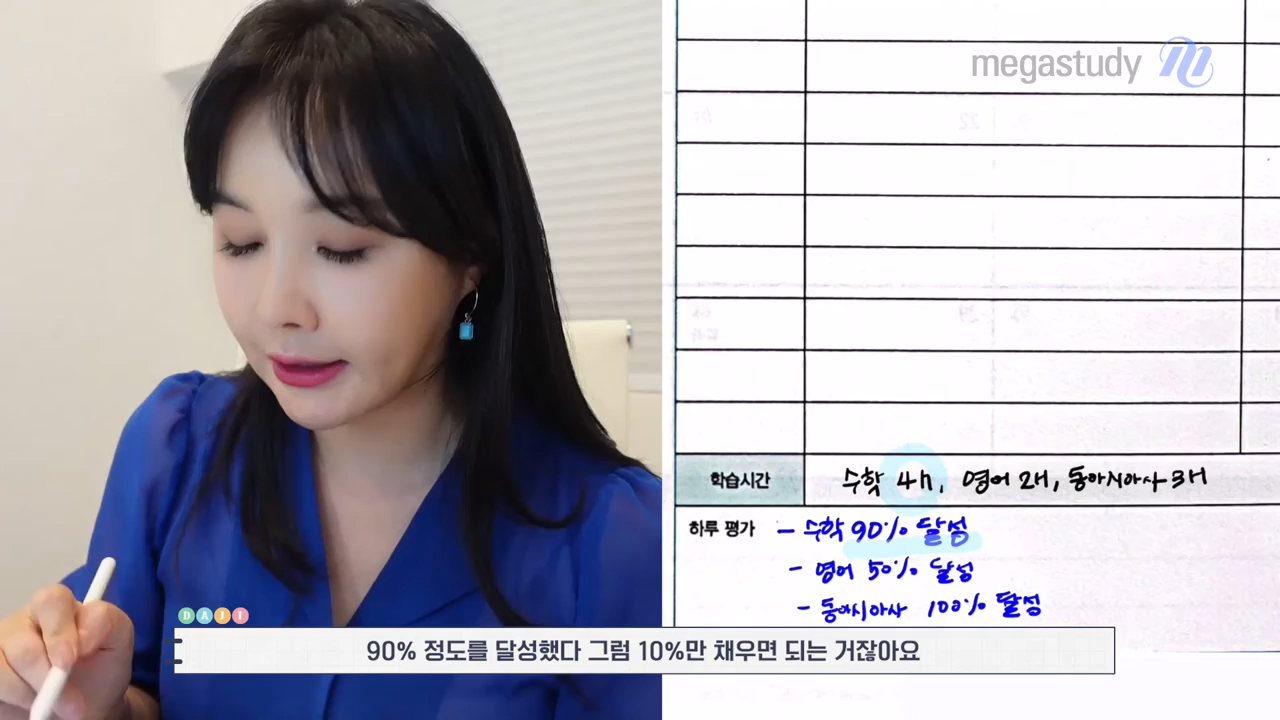 megastudy
학습시간 수학 4h, 영어 2H, 동아시아사 3H
하루 평가 - 수학 90% 달성
- 영어 50% 달성
- 동아시아사 100% 달성
DAJI
90% 정도를 달성했다 그럼 10%만 채우면 되는 거잖아요